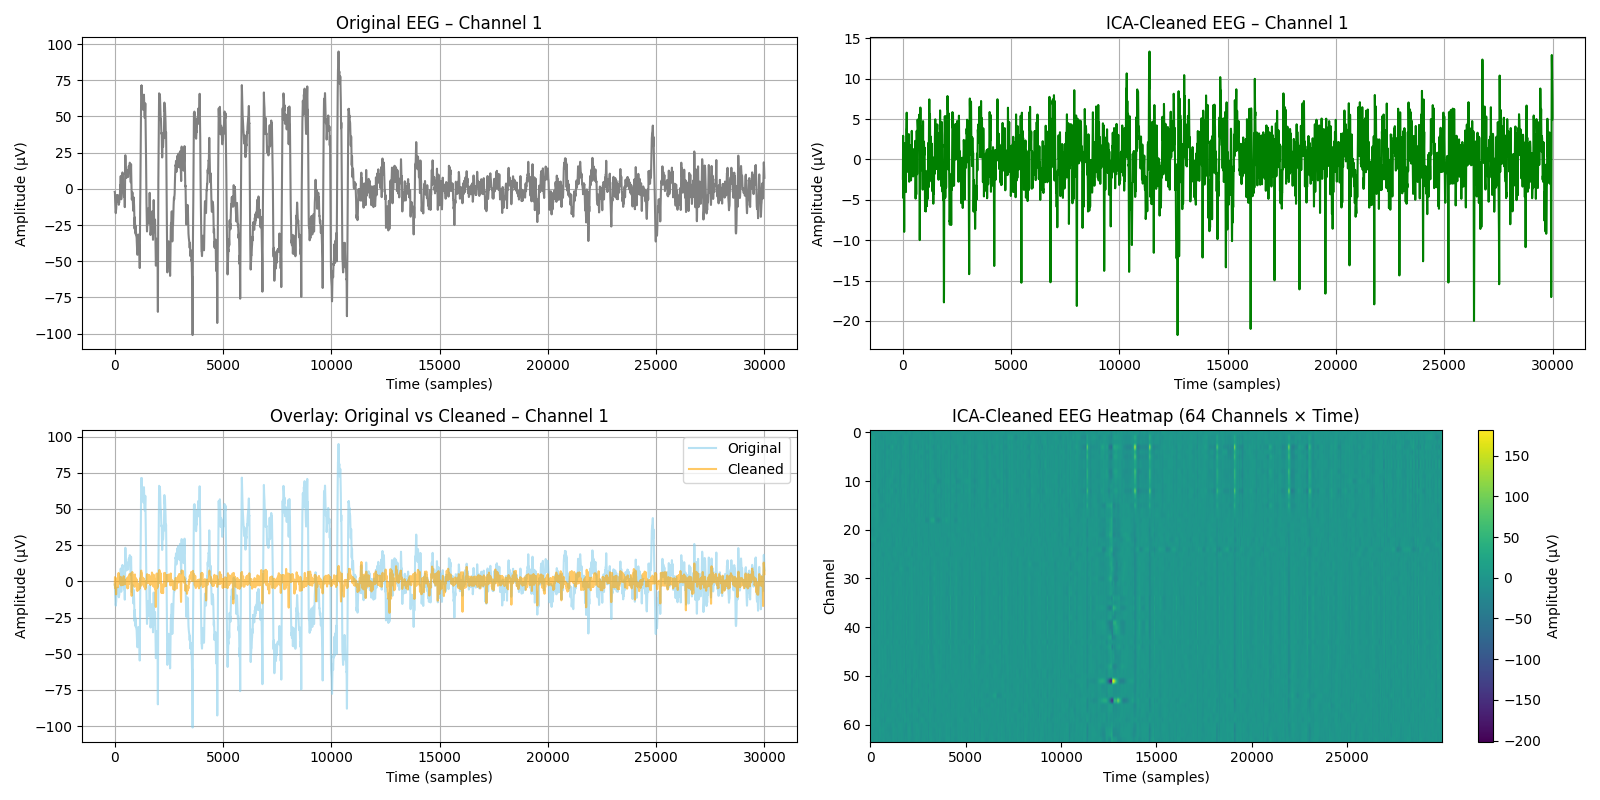 Original EEG – Channel 1
100
75
50
25
0
−25
−50
−75
−100
Amplitude (µV)
0 5000 10000 15000 20000 25000 30000
Time (samples)
ICA-Cleaned EEG – Channel 1
15
10
5
0
−5
−10
−15
−20
Amplitude (µV)
0 5000 10000 15000 20000 25000 30000
Time (samples)
Overlay: Original vs Cleaned – Channel 1
Original
Cleaned
100
75
50
25
0
−25
−50
−75
−100
Amplitude (µV)
0 5000 10000 15000 20000 25000 30000
Time (samples)
ICA-Cleaned EEG Heatmap (64 Channels × Time)
0
10
20
30
40
50
60
Channel
0 5000 10000 15000 20000 25000
Time (samples)
150
100
50
0
−50
−100
−150
−200
Amplitude (µV)